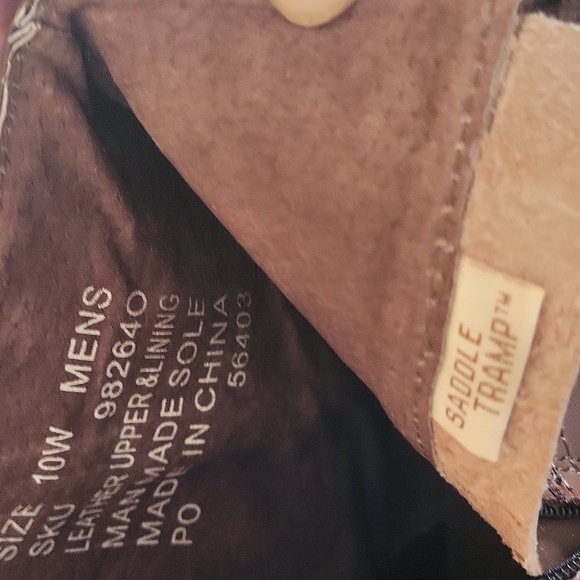 SIZE 10W MENS
SKU 982640
LEATHER UPPER & LINING
MAN MADE SOLE
MADE IN CHINA
PO 56403
SADDLE
TRAMP™